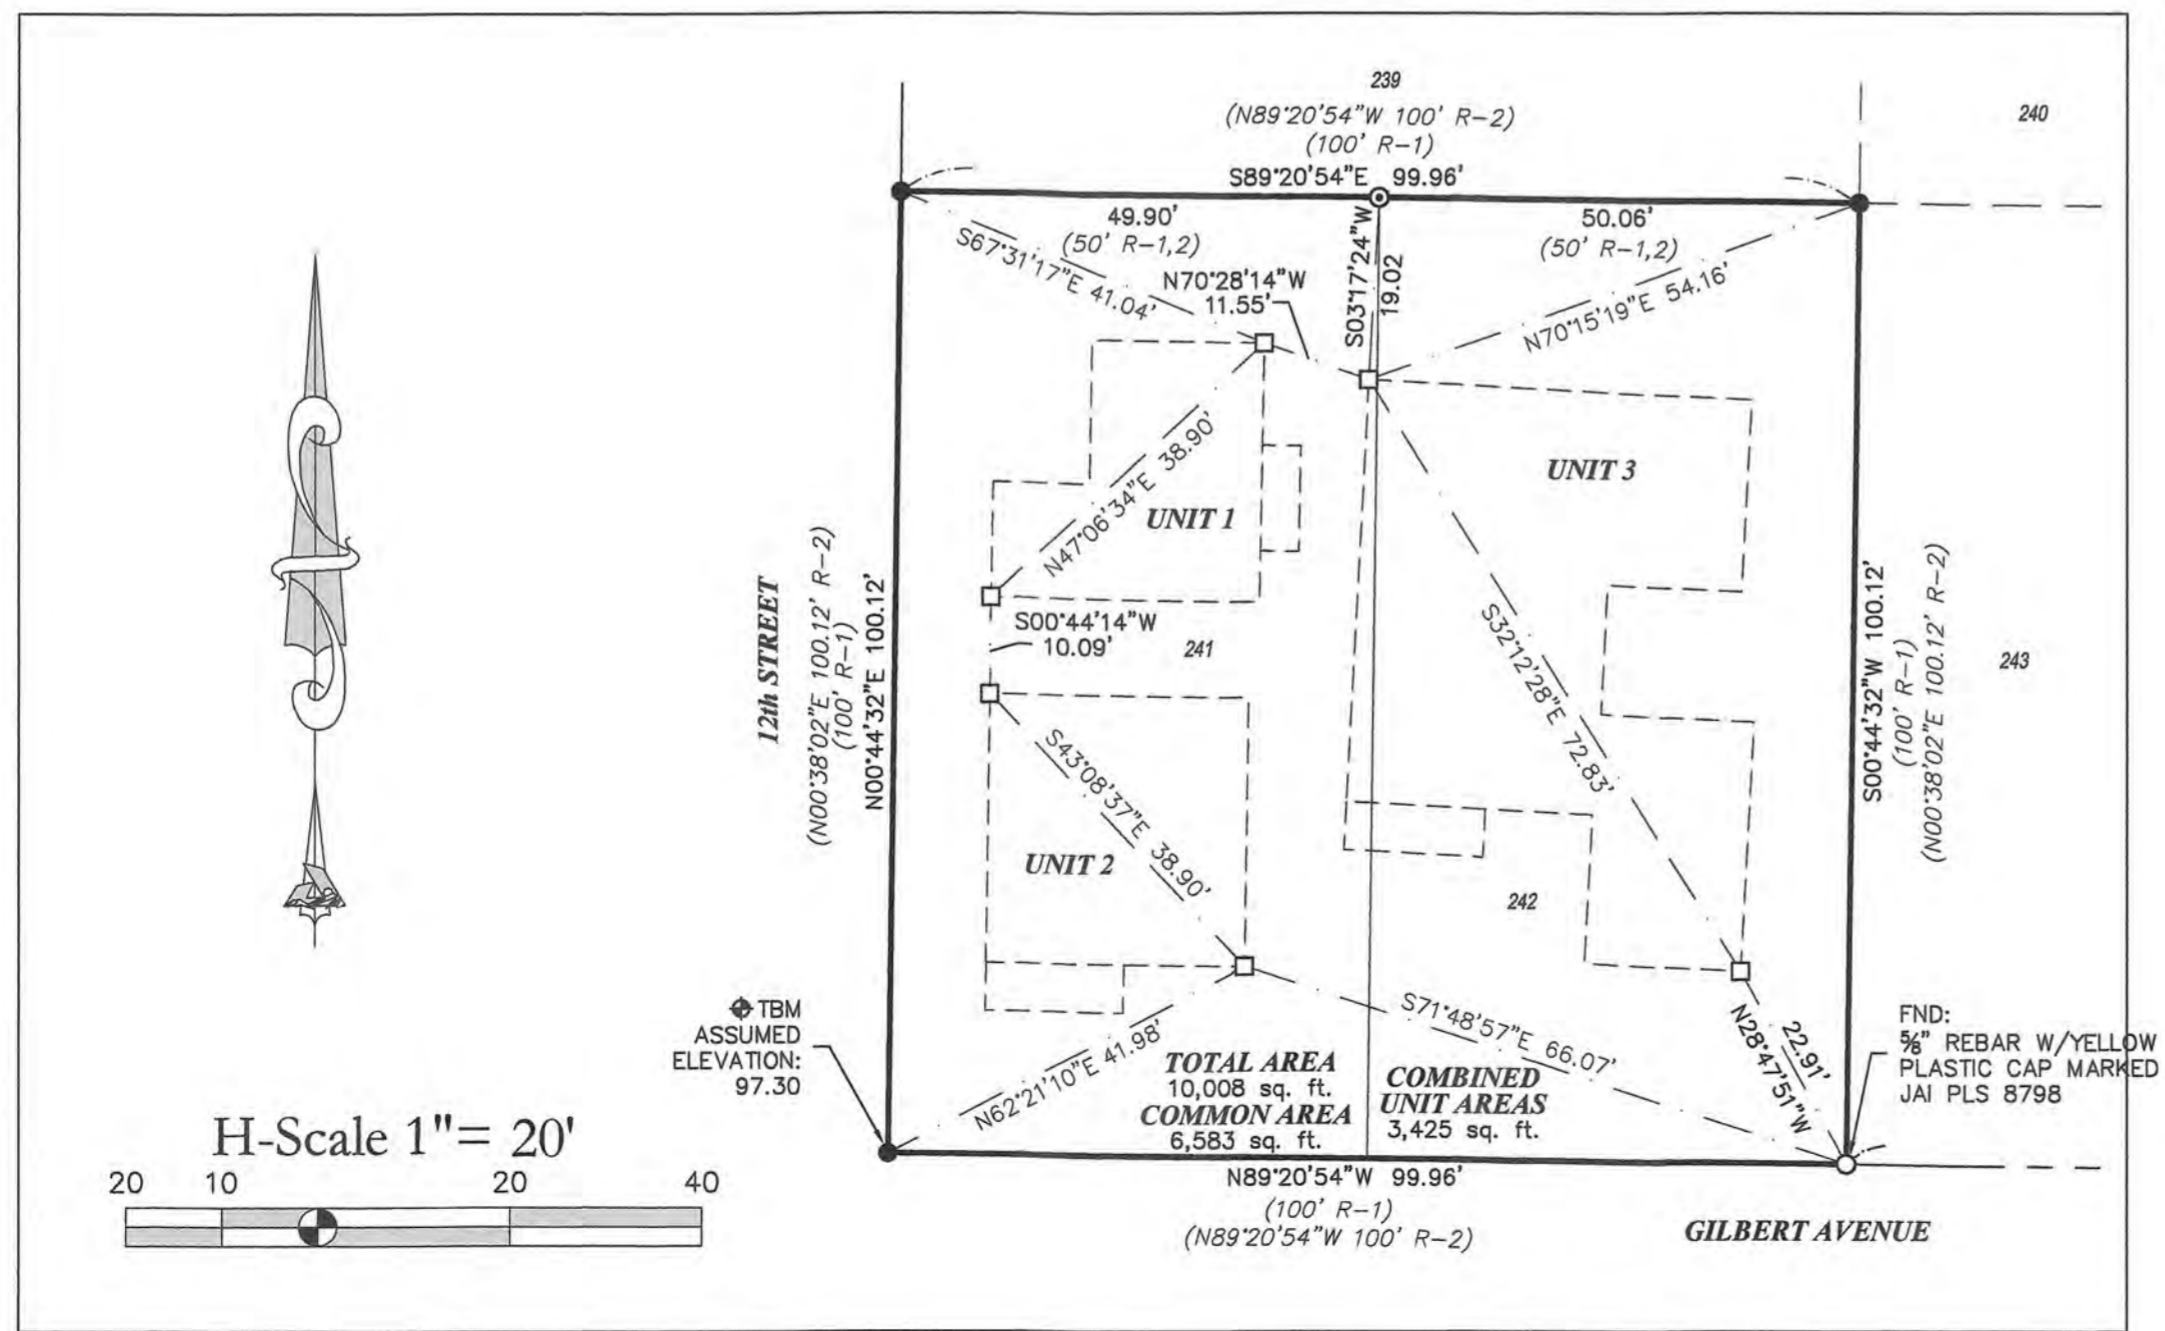 239
(N89°20'54"W 100' R-2)
(100' R-1)
S89°20'54"E 99.96'
240
49.90'
(50' R-1,2)
50.06'
(50' R-1,2)
S67°31'17"E 41.04'
N70°28'14"W
11.55'
S03°17'24"W
19.02
N70°15'19"E 54.16'
UNIT 3
N47°06'34"E 38.90'
UNIT 1
S00°44'14"W
10.09'
241
12th STREET
(N00°38'02"E 100.12' R-2)
(100' R-1)
N00°44'32"E 100.12'
S32°12'28"E 72.83'
S00°44'32"W 100.12'
(100' R-1)
(N00°38'02"E 100.12' R-2)
243
S43°08'37"E 38.90'
UNIT 2
242
TBM
ASSUMED
ELEVATION:
97.30
N62°21'10"E 41.98'
S71°48'57"E 66.07'
N28°47'51"W
22.91'
FND:
⅝" REBAR W/YELLOW
PLASTIC CAP MARKED
JAI PLS 8798
TOTAL AREA
10,008 sq. ft.
COMMON AREA
6,583 sq. ft.
COMBINED
UNIT AREAS
3,425 sq. ft.
H-Scale 1"= 20'
20 10 20 40
N89°20'54"W 99.96'
(100' R-1)
(N89°20'54"W 100' R-2)
GILBERT AVENUE